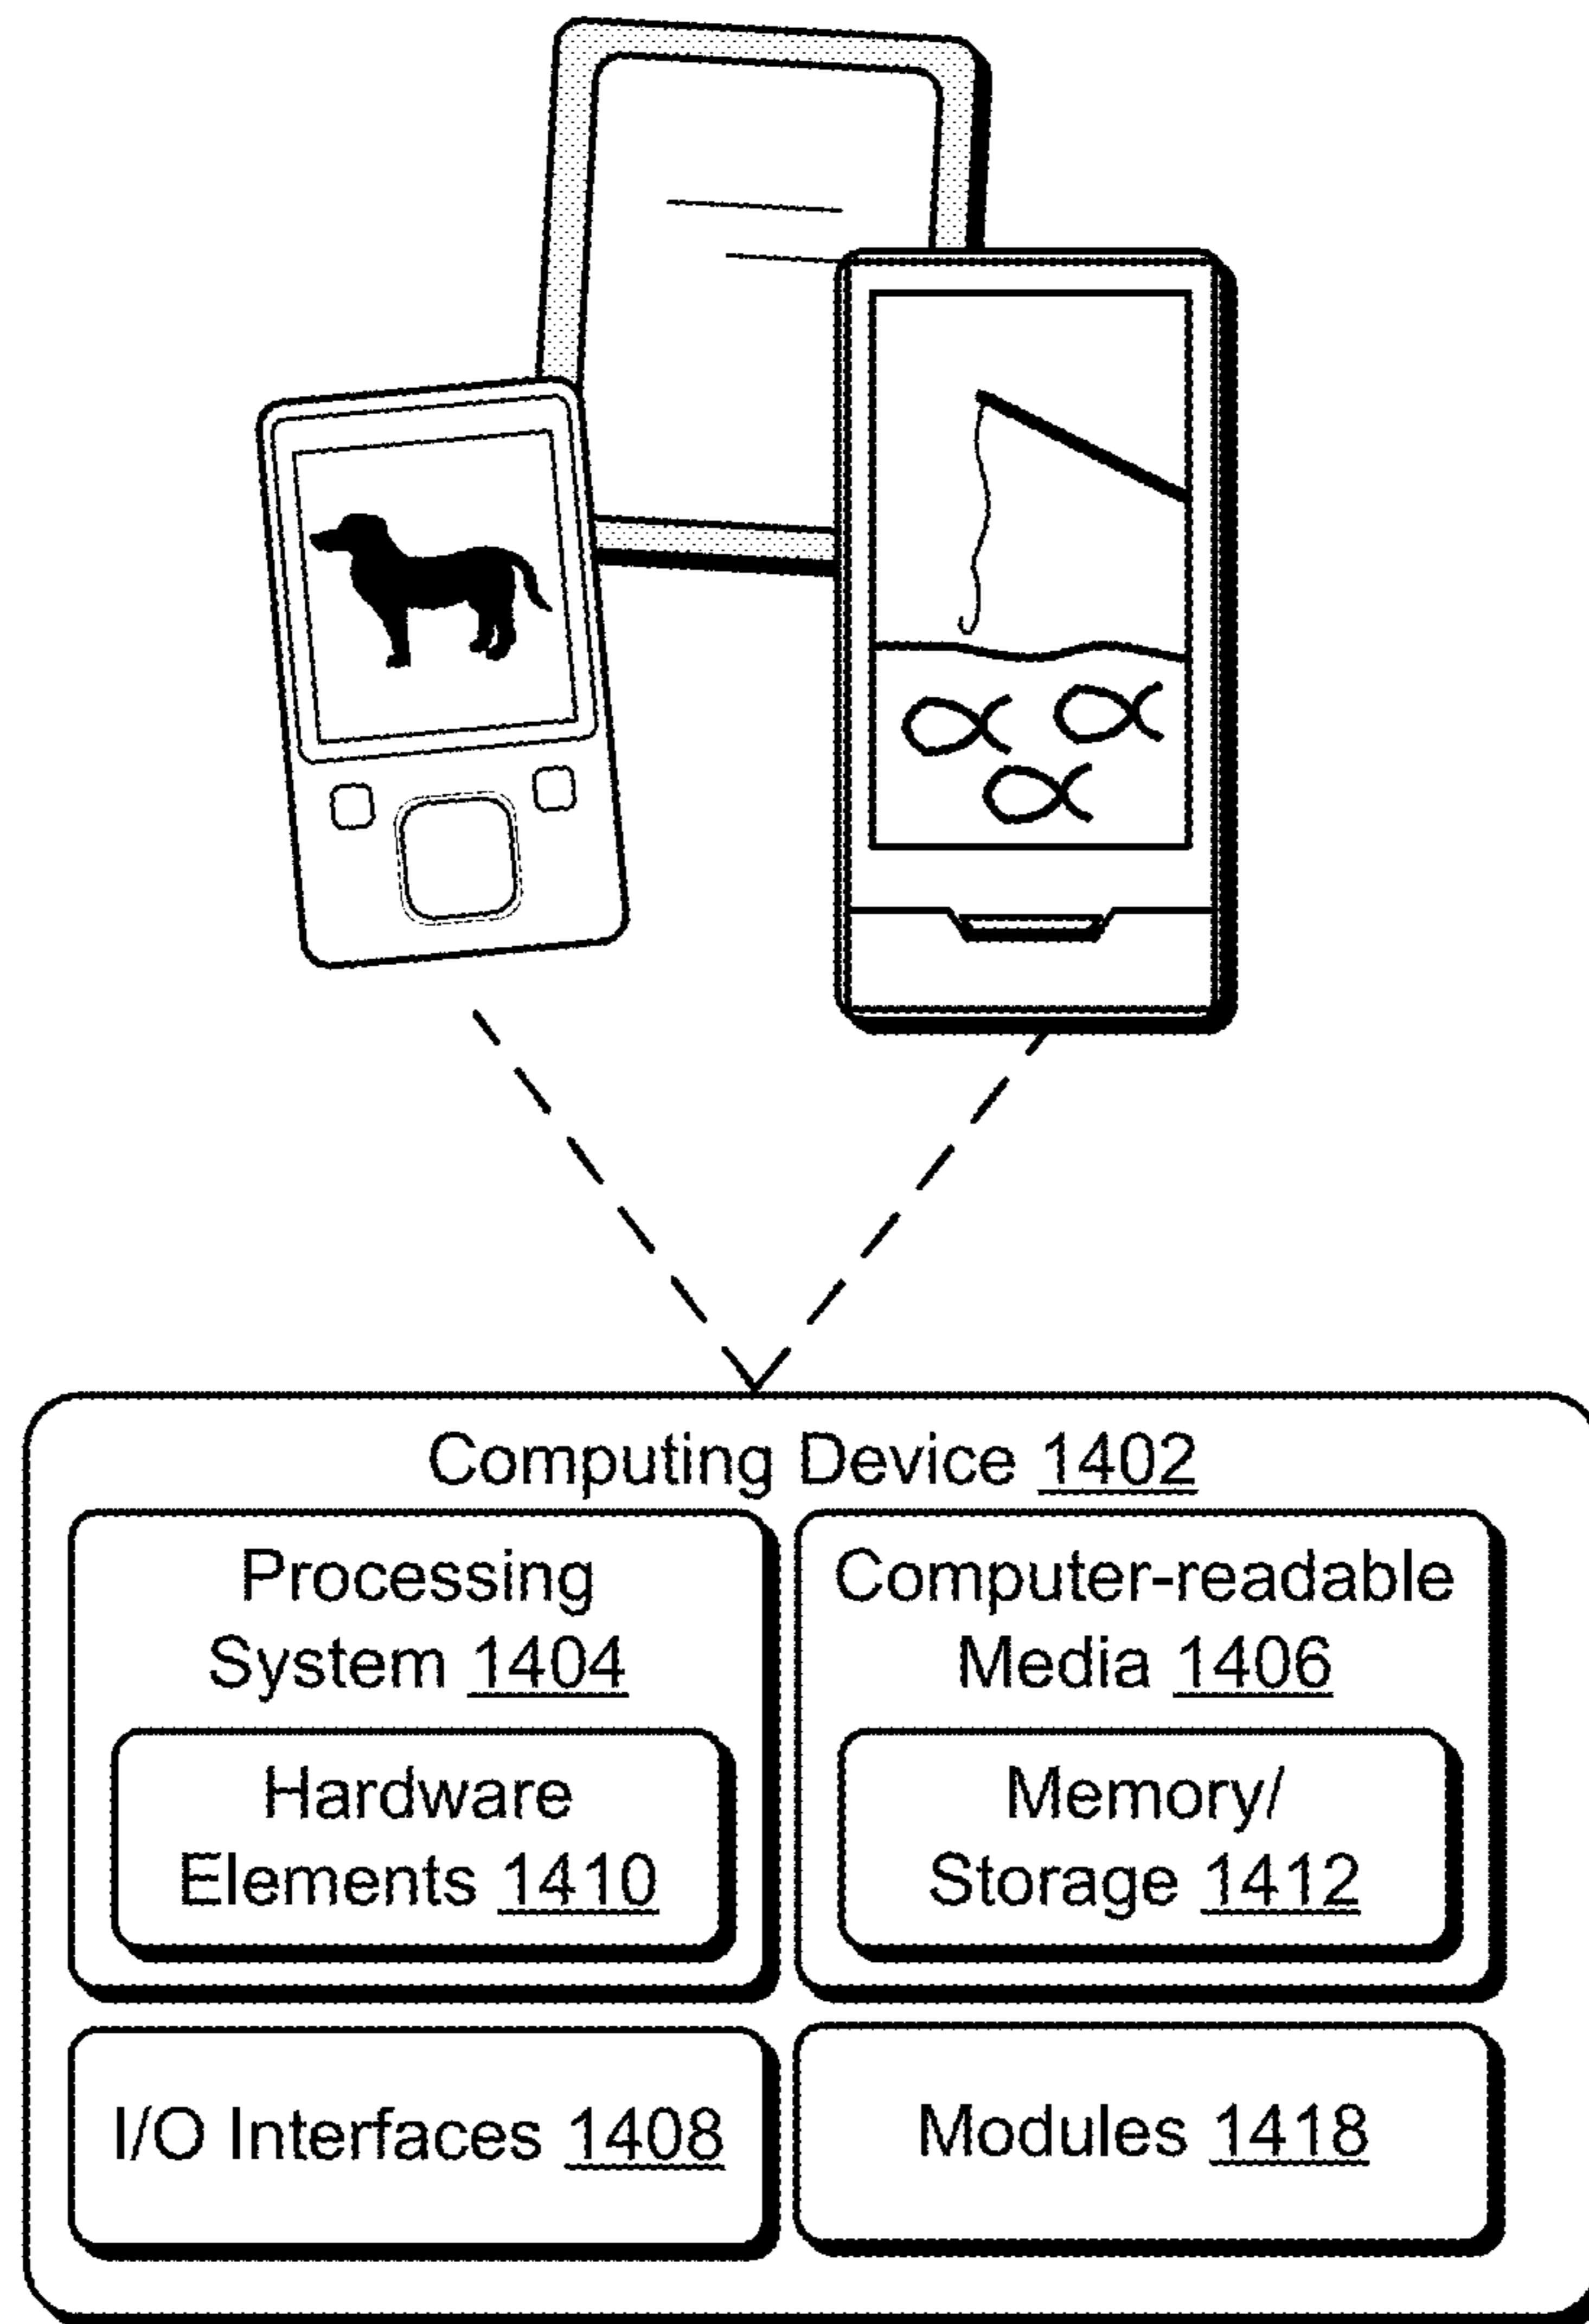 Computing Device 1402
Processing
System 1404
Hardware
Elements 1410
Computer-readable
Media 1406
Memory/
Storage 1412
I/O Interfaces 1408
Modules 1418